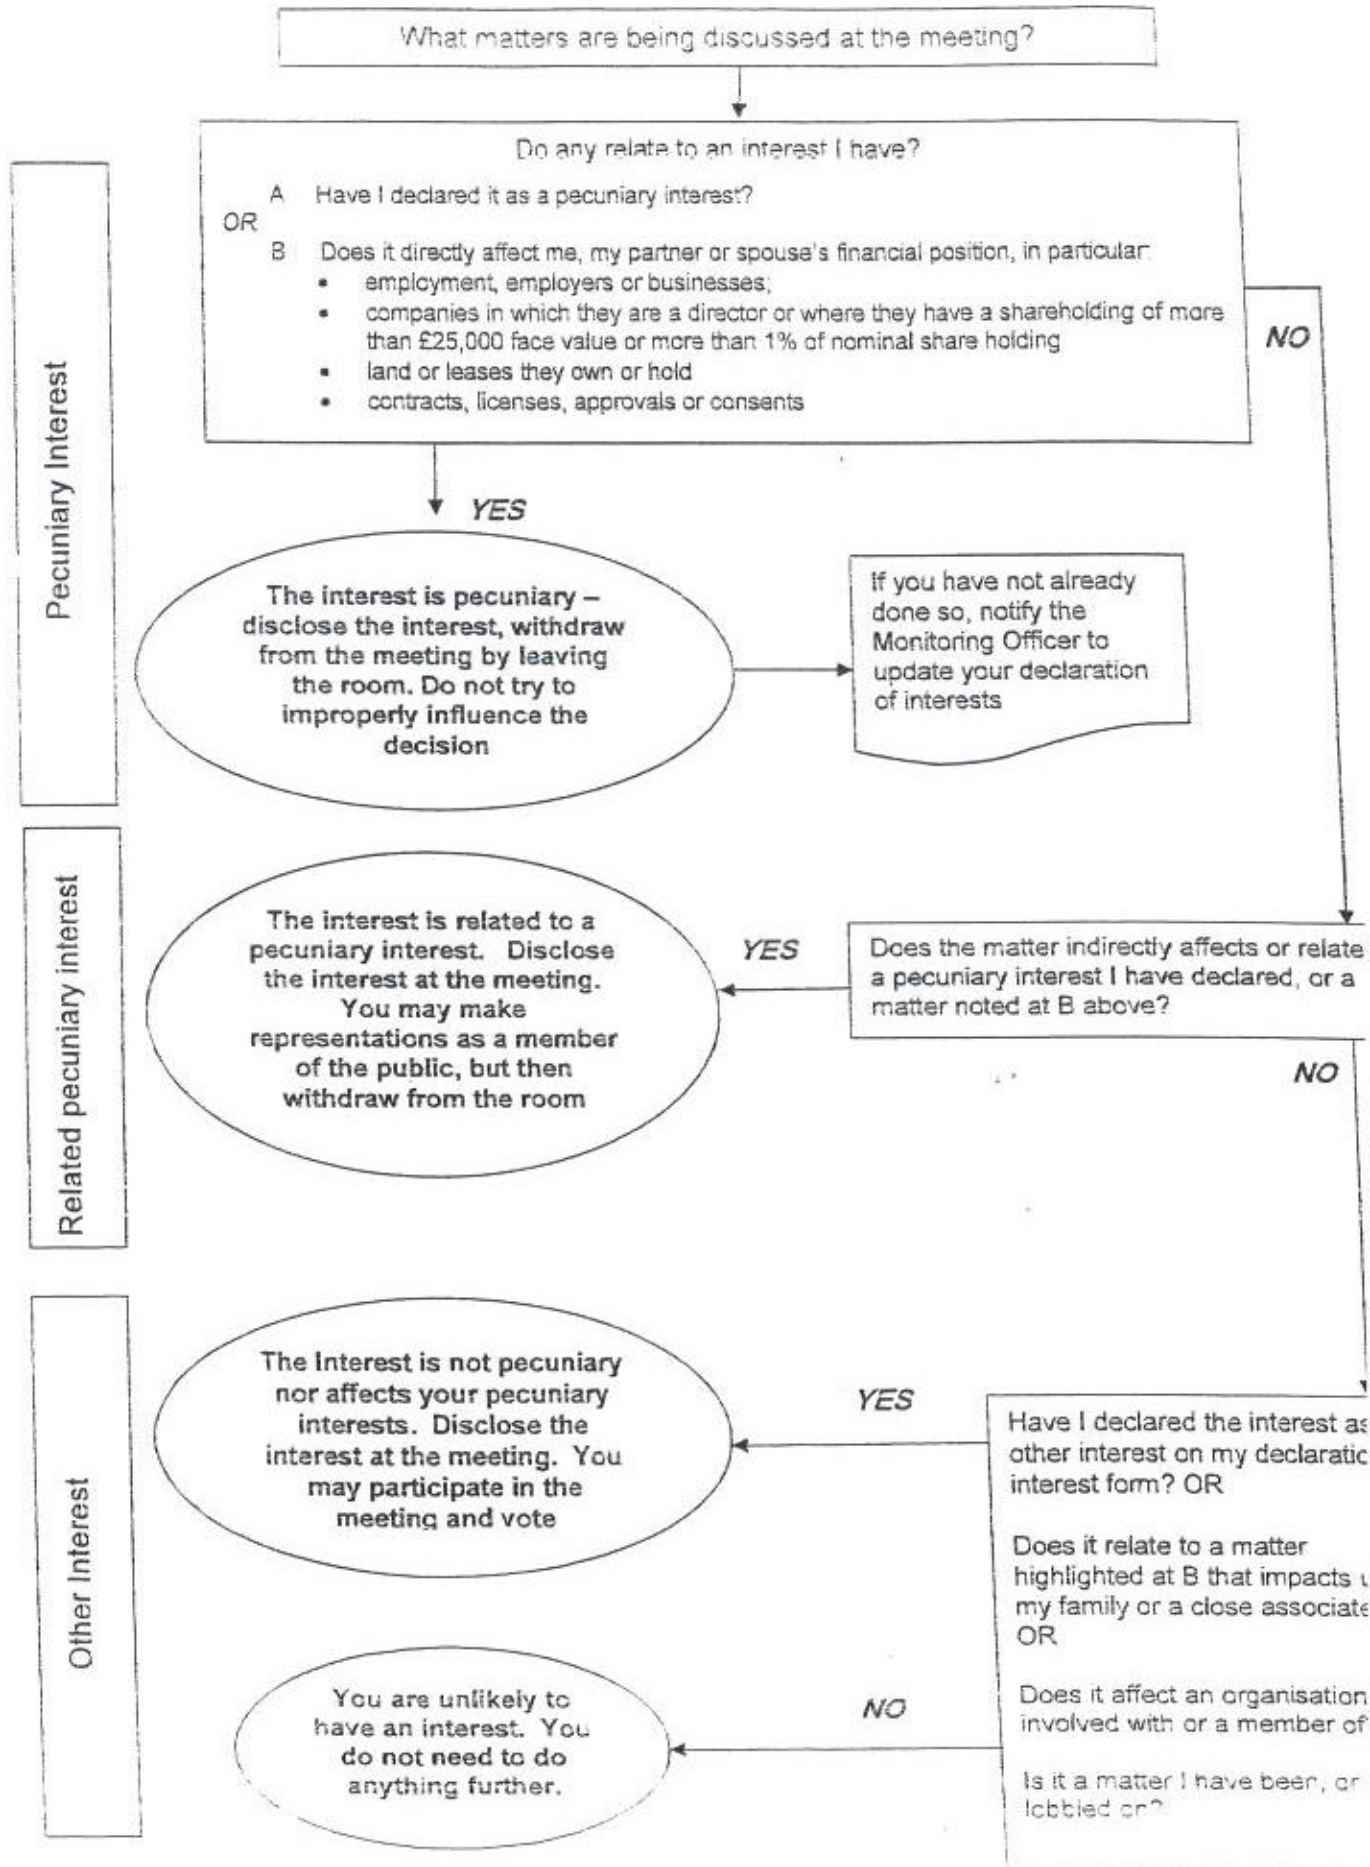 What matters are being discussed at the meeting?
Do any relate to an interest I have?
A Have I declared it as a pecuniary interest?
OR
B Does it directly affect me, my partner or spouse's financial position, in particular:
• employment, employers or businesses;
• companies in which they are a director or where they have a shareholding of more
than £25,000 face value or more than 1% of nominal share holding
• land or leases they own or hold
• contracts, licenses, approvals or consents
NO
Pecuniary Interest
YES
The interest is pecuniary –
disclose the interest, withdraw
from the meeting by leaving
the room. Do not try to
improperly influence the
decision
If you have not already
done so, notify the
Monitoring Officer to
update your declaration
of interests
Related pecuniary interest
The interest is related to a
pecuniary interest. Disclose
the interest at the meeting.
You may make
representations as a member
of the public, but then
withdraw from the room
YES
Does the matter indirectly affects or relate
a pecuniary interest I have declared, or a
matter noted at B above?
NO
Other Interest
The Interest is not pecuniary
nor affects your pecuniary
interests. Disclose the
interest at the meeting. You
may participate in the
meeting and vote
YES
Have I declared the interest as
other interest on my declaratic
interest form? OR
Does it relate to a matter
highlighted at B that impacts
my family or a close associate
OR
Does it affect an organisation
involved with or a member of
Is it a matter I have been, or
lobbied on?
NO
You are unlikely to
have an interest. You
do not need to do
anything further.